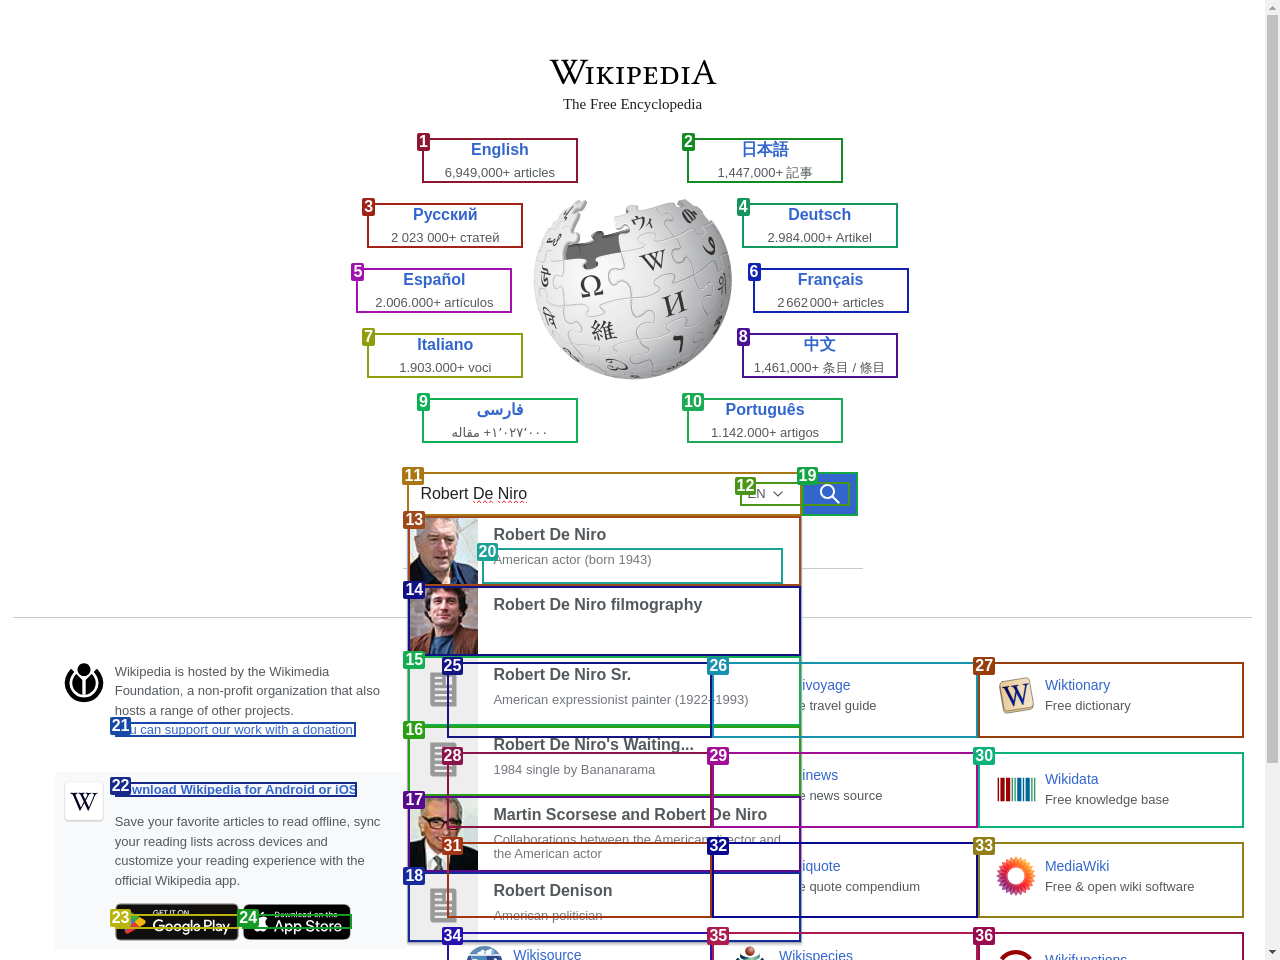 WIKIPEDIA
The Free Encyclopedia
1
English
6,949,000+ articles
2
日本語
1,447,000+ 記事
3
Русский
2 023 000+ статей
4
Deutsch
2.984.000+ Artikel
5
Español
2.006.000+ artículos
6
Français
2 662 000+ articles
7
Italiano
1.903.000+ voci
8
中文
1,461,000+ 条目 / 條目
9
فارسی
۱٬۰۲۷٬۰۰۰+ مقاله
10
Português
1.142.000+ artigos
11
Robert De Niro
12
EN
19
13
Robert De Niro
20
American actor (born 1943)
14
Robert De Niro filmography
15
Robert De Niro Sr.
American expressionist painter (1922–1993)
16
Robert De Niro's Waiting...
1984 single by Bananarama
17
Martin Scorsese and Robert De Niro
Collaborations between the American director and
the American actor
18
Robert Denison
American politician
Wikipedia is hosted by the Wikimedia
Foundation, a non-profit organization that also
hosts a range of other projects.
21
u can support our work with a donation.
22
wnload Wikipedia for Android or iOS
Save your favorite articles to read offline, sync
your reading lists across devices and
customize your reading experience with the
official Wikipedia app.
23
GET IT ON
Google Play
24
Download on the
App Store
25
26
ivoyage
e travel guide
27
Wiktionary
Free dictionary
28
29
inews
e news source
30
Wikidata
Free knowledge base
31
32
iquote
e quote compendium
33
MediaWiki
Free & open wiki software
34
Wikisource
35
Wikispecies
36
Wikifunctions